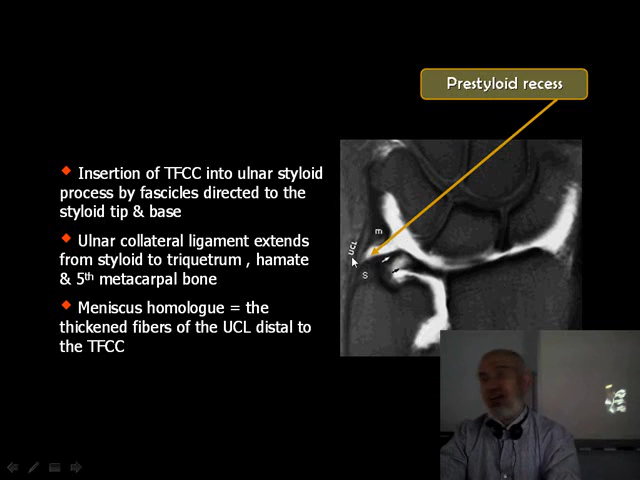 Prestyloid recess
Insertion of TFCC into ulnar styloid
process by fascicles directed to the
styloid tip & base
Ulnar collateral ligament extends
from styloid to triquetrum , hamate
& 5th metacarpal bone
Meniscus homologue = the
thickened fibers of the UCL distal to
the TFCC
m
UCL
S